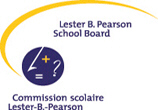 Lester B. Pearson
School Board
+
= ?
Commission scolaire
Lester-B.-Pearson